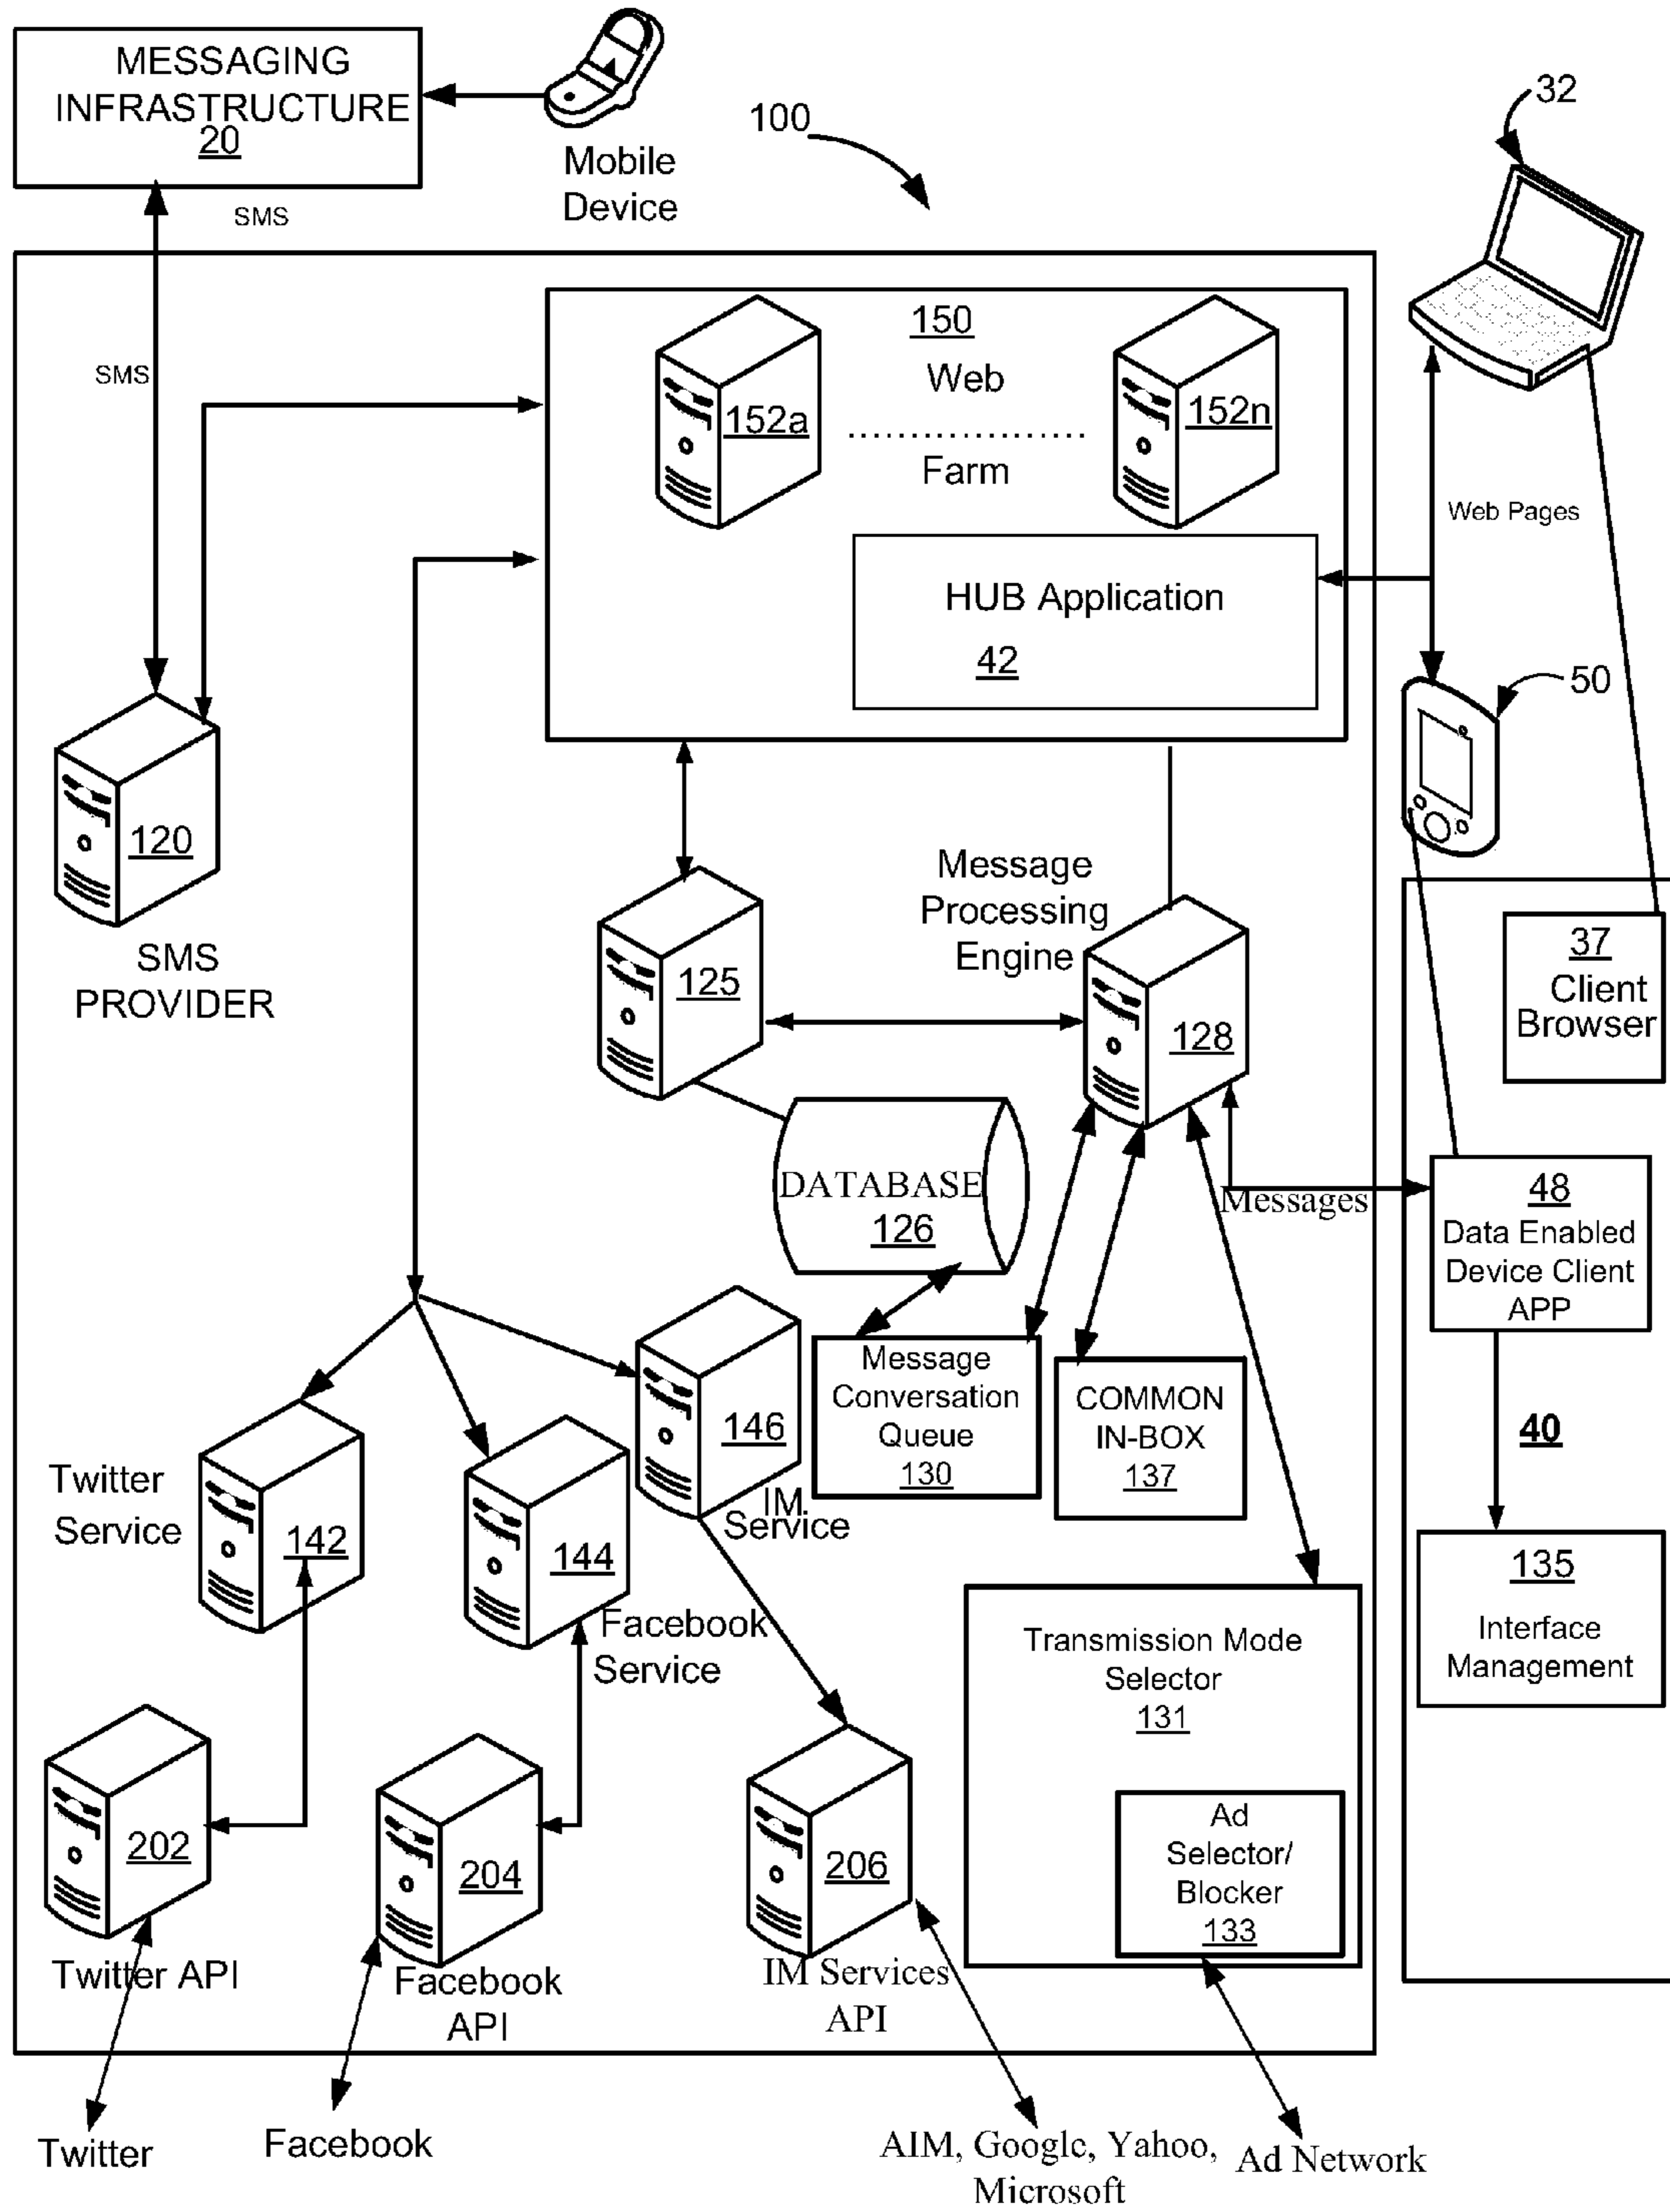 MESSAGING
INFRASTRUCTURE
20
Mobile
Device
100
32
SMS
SMS
150
Web
152a
152n
Farm
Web Pages
HUB Application
42
50
120
SMS
PROVIDER
Message
Processing
Engine
125
128
37
Client
Browser
DATABASE
126
Messages
48
Data Enabled
Device Client
APP
Message
Conversation
Queue
130
COMMON
IN-BOX
137
40
146
IM
Service
Twitter
Service
142
144
Facebook
Service
135
Interface
Management
Transmission Mode
Selector
131
Ad
Selector/
Blocker
133
202
Twitter API
204
Facebook
API
206
IM Services
API
Twitter
Facebook
AIM, Google, Yahoo,
Microsoft
Ad Network